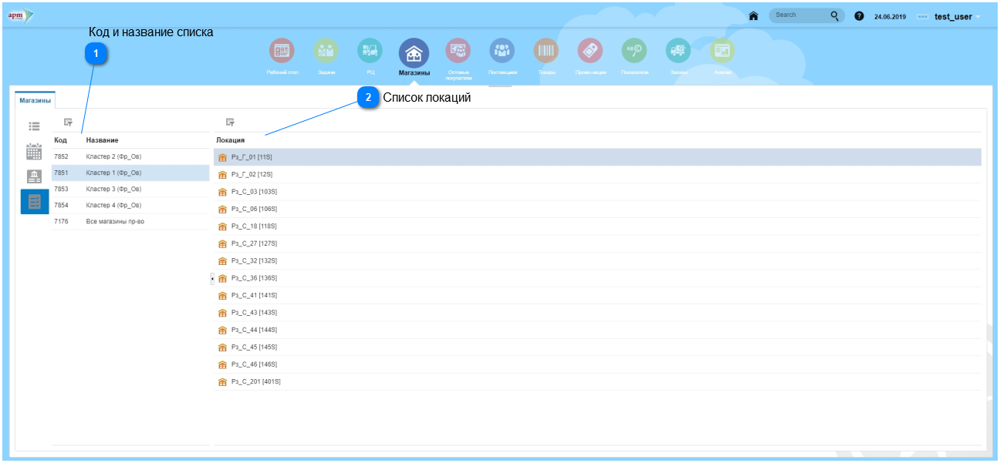 apm
Search
24.06.2019
test_user
Код и название списка
1
Рабочий стол
Задачи
РЦ
Магазины
Оптовые покупатели
Поставщики
Товары
Промо-акции
Показатели
Заказы
Анализ
2 Список локаций
Магазины
Код Название
7852 Кластер 2 (Фр_Ов)
7851 Кластер 1 (Фр_Ов)
7853 Кластер 3 (Фр_Ов)
7854 Кластер 4 (Фр_Ов)
7176 Все магазины пр-во
Локация
Рз_Г_01 [11S]
Рз_Г_02 [12S]
Рз_С_03 [103S]
Рз_С_06 [106S]
Рз_С_18 [118S]
Рз_С_27 [127S]
Рз_С_32 [132S]
Рз_С_36 [136S]
Рз_С_41 [141S]
Рз_С_43 [143S]
Рз_С_44 [144S]
Рз_С_45 [145S]
Рз_С_46 [146S]
Рз_С_201 [401S]